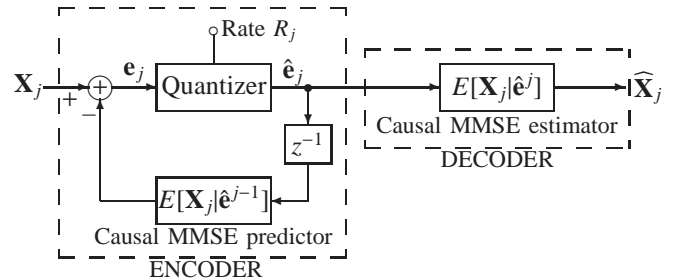 Rate R_j
X_j
+
−
e_j
Quantizer
ê_j
E[X_j|ê^j]
X̂_j
Causal MMSE estimator
DECODER
z^{-1}
E[X_j|ê^{j−1}]
Causal MMSE predictor
ENCODER